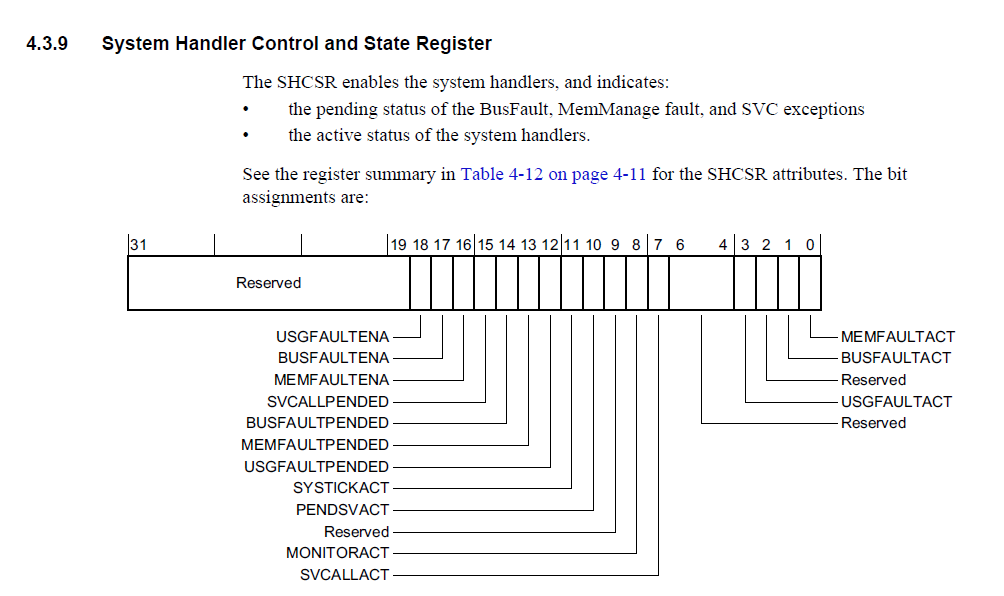 4.3.9 System Handler Control and State Register
The SHCSR enables the system handlers, and indicates:
• the pending status of the BusFault, MemManage fault, and SVC exceptions
• the active status of the system handlers.
See the register summary in Table 4-12 on page 4-11 for the SHCSR attributes. The bit
assignments are:
31 19 18 17 16 15 14 13 12 11 10 9 8 7 6 4 3 2 1 0
Reserved
USGFAULTENA MEMFAULTACT
BUSFAULTENA BUSFAULTACT
MEMFAULTENA Reserved
SVCALLPENDED USGFAULTACT
BUSFAULTPENDED Reserved
MEMFAULTPENDED
USGFAULTPENDED
SYSTICKACT
PENDSVACT
Reserved
MONITORACT
SVCALLACT